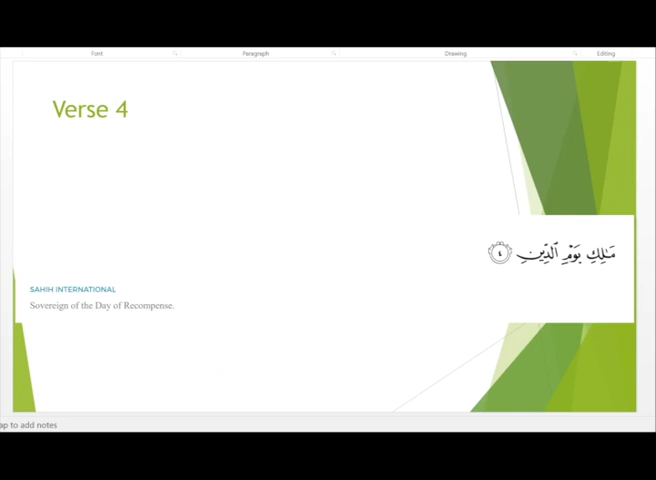 Font Paragraph Drawing Editing
Verse 4
مَـٰلِكِ يَوْمِ ٱلدِّينِ ٤
SAHIH INTERNATIONAL
Sovereign of the Day of Recompense.
ap to add notes